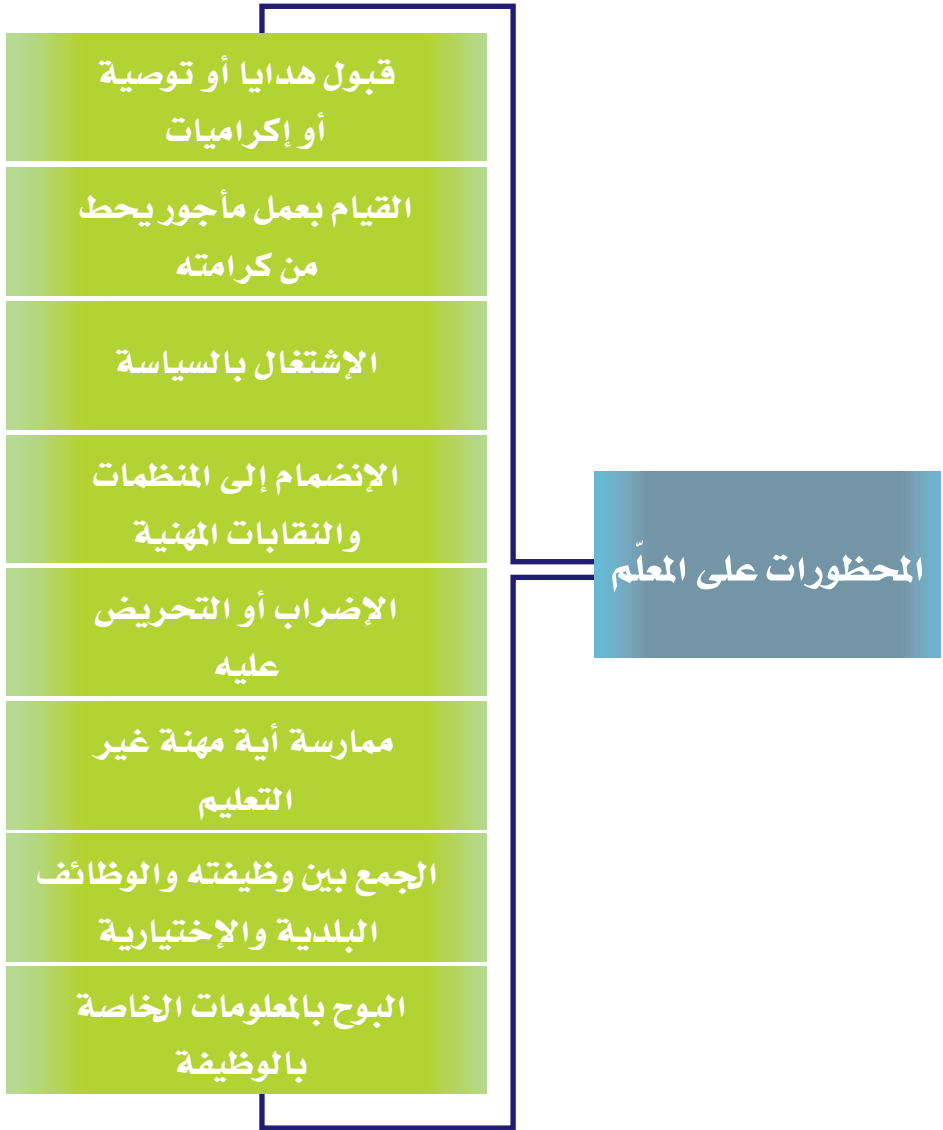 المحظورات على المعلّم
قبول هدايا أو توصية
أو إكراميات
القيام بعمل مأجور يحط
من كرامته
الإشتغال بالسياسة
الإنضمام إلى المنظمات
والنقابات المهنية
الإضراب أو التحريض
عليه
ممارسة أية مهنة غير
التعليم
الجمع بين وظيفته والوظائف
البلدية والإختيارية
البوح بالمعلومات الخاصة
بالوظيفة